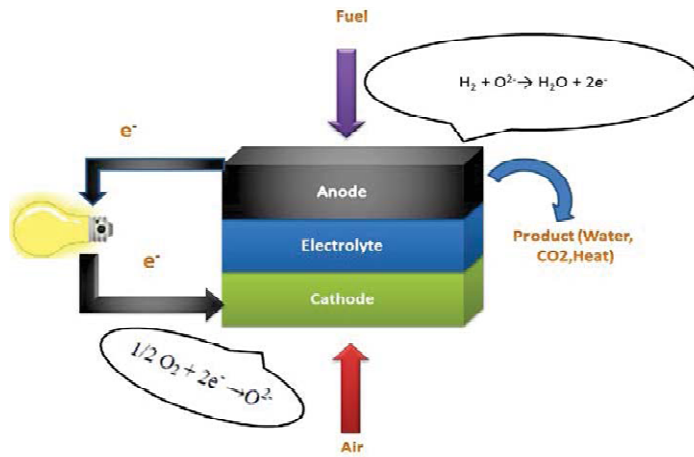 Fuel
H₂ + O²⁻→ H₂O + 2e⁻
e⁻
Anode
Electrolyte
Product (Water,
CO2,Heat)
e⁻
Cathode
1/2 O₂ + 2e⁻ →O²⁻
Air